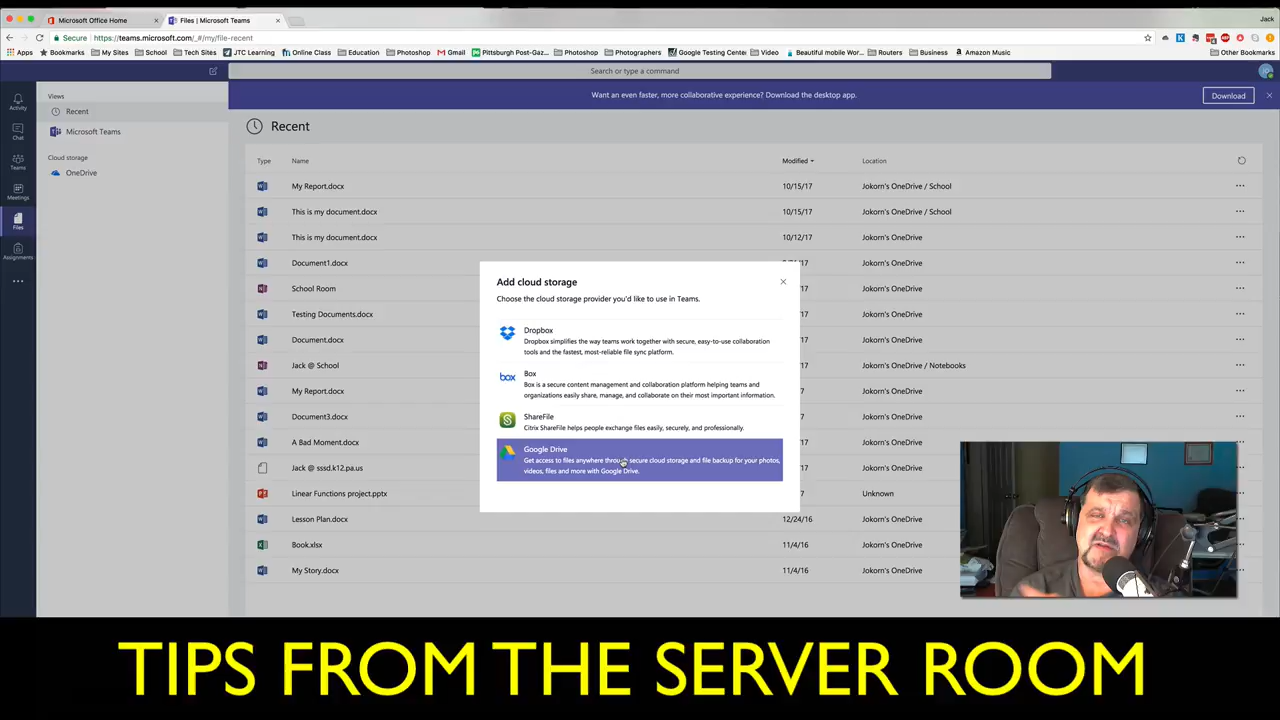 Microsoft Office Home
Files | Microsoft Teams
Jack
Secure
https://teams.microsoft.com/_#/my/file-recent
Apps
Bookmarks
My Sites
School
Tech Sites
JTC Learning
Online Class
Education
Photoshop
Gmail
Pittsburgh Post-Gaz...
Photoshop
Photographers
Google Testing Cente
Video
Beautiful mobile Wor...
Routers
Business
Amazon Music
Other Bookmarks
Search or type a command
Activity
Chat
Teams
Meetings
Files
Assignments
Views
Recent
Microsoft Teams
Cloud storage
OneDrive
Want an even faster, more collaborative experience? Download the desktop app.
Download
Recent
Type Name Modified Location
My Report.docx 10/15/17 Jokorn's OneDrive / School
This is my document.docx 10/15/17 Jokorn's OneDrive / School
This is my document.docx 10/12/17 Jokorn's OneDrive
Document1.docx Jokorn's OneDrive
School Room Jokorn's OneDrive
Testing Documents.docx Jokorn's OneDrive
Document.docx Jokorn's OneDrive
Jack @ School Jokorn's OneDrive / Notebooks
My Report.docx Jokorn's OneDrive
Document3.docx Jokorn's OneDrive
A Bad Moment.docx Jokorn's OneDrive
Jack @ sssd.k12.pa.us
Linear Functions project.pptx Unknown
Lesson Plan.docx 12/24/16 Jokorn's OneDrive
Book.xlsx 11/4/16 Jokorn's OneDrive
My Story.docx 11/4/16 Jokorn's OneDrive
Add cloud storage
Choose the cloud storage provider you'd like to use in Teams.
Dropbox
Dropbox simplifies the way teams work together with secure, easy-to-use collaboration
tools and the fastest, most-reliable file sync platform.
box
Box
Box is a secure content management and collaboration platform helping teams and
organizations easily share, manage, and collaborate on their most important information.
ShareFile
Citrix ShareFile helps people exchange files easily, securely, and professionally.
Google Drive
Get access to files anywhere through secure cloud storage and file backup for your photos,
videos, files and more with Google Drive.
TIPS FROM THE SERVER ROOM